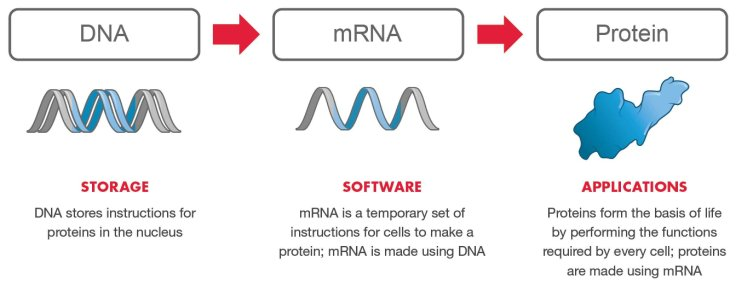 DNA
mRNA
Protein
STORAGE
DNA stores instructions for
proteins in the nucleus
SOFTWARE
mRNA is a temporary set of
instructions for cells to make a
protein; mRNA is made using DNA
APPLICATIONS
Proteins form the basis of life
by performing the functions
required by every cell; proteins
are made using mRNA